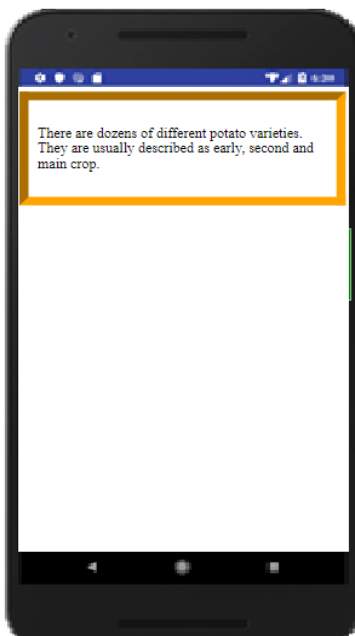 There are dozens of different potato varieties.
They are usually described as early, second and
main crop.